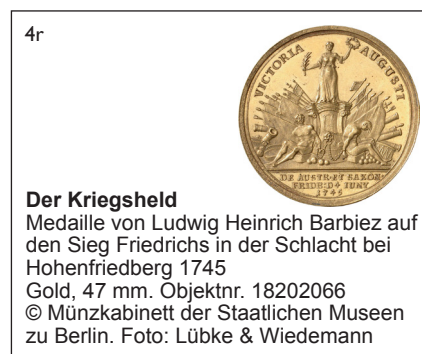 4r
VICTORIA AUGUSTI
DE AUSTR·ET SAXON·
FRIDB:D4 IUNY
1745
Der Kriegsheld
Medaille von Ludwig Heinrich Barbiez auf
den Sieg Friedrichs in der Schlacht bei
Hohenfriedberg 1745
Gold, 47 mm. Objektnr. 18202066
© Münzkabinett der Staatlichen Museen
zu Berlin. Foto: Lübke & Wiedemann